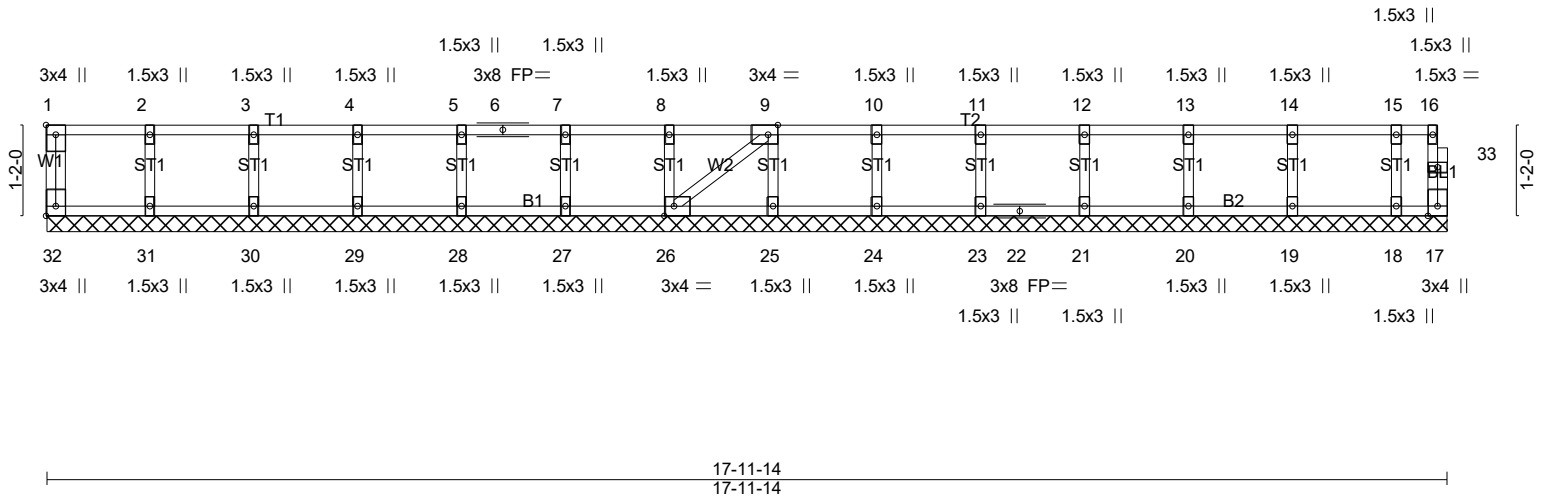 1.5x3 ||
1.5x3 || 1.5x3 || 1.5x3 ||
3x4 || 1.5x3 || 1.5x3 || 1.5x3 || 3x8 FP= 1.5x3 || 3x4 = 1.5x3 || 1.5x3 || 1.5x3 || 1.5x3 || 1.5x3 || 1.5x3 =
1 2 3 4 5 6 7 8 9 10 11 12 13 14 15 16
T1 T2
1-2-0 W1 ST1 ST1 ST1 ST1 ST1 ST1 W2 ST1 ST1 ST1 ST1 ST1 ST1 ST1 BL1 33 1-2-0
B1 B2
32 31 30 29 28 27 26 25 24 23 22 21 20 19 18 17
3x4 || 1.5x3 || 1.5x3 || 1.5x3 || 1.5x3 || 1.5x3 || 3x4 = 1.5x3 || 1.5x3 || 3x8 FP= 1.5x3 || 1.5x3 || 3x4 ||
1.5x3 || 1.5x3 || 1.5x3 ||
17-11-14
17-11-14